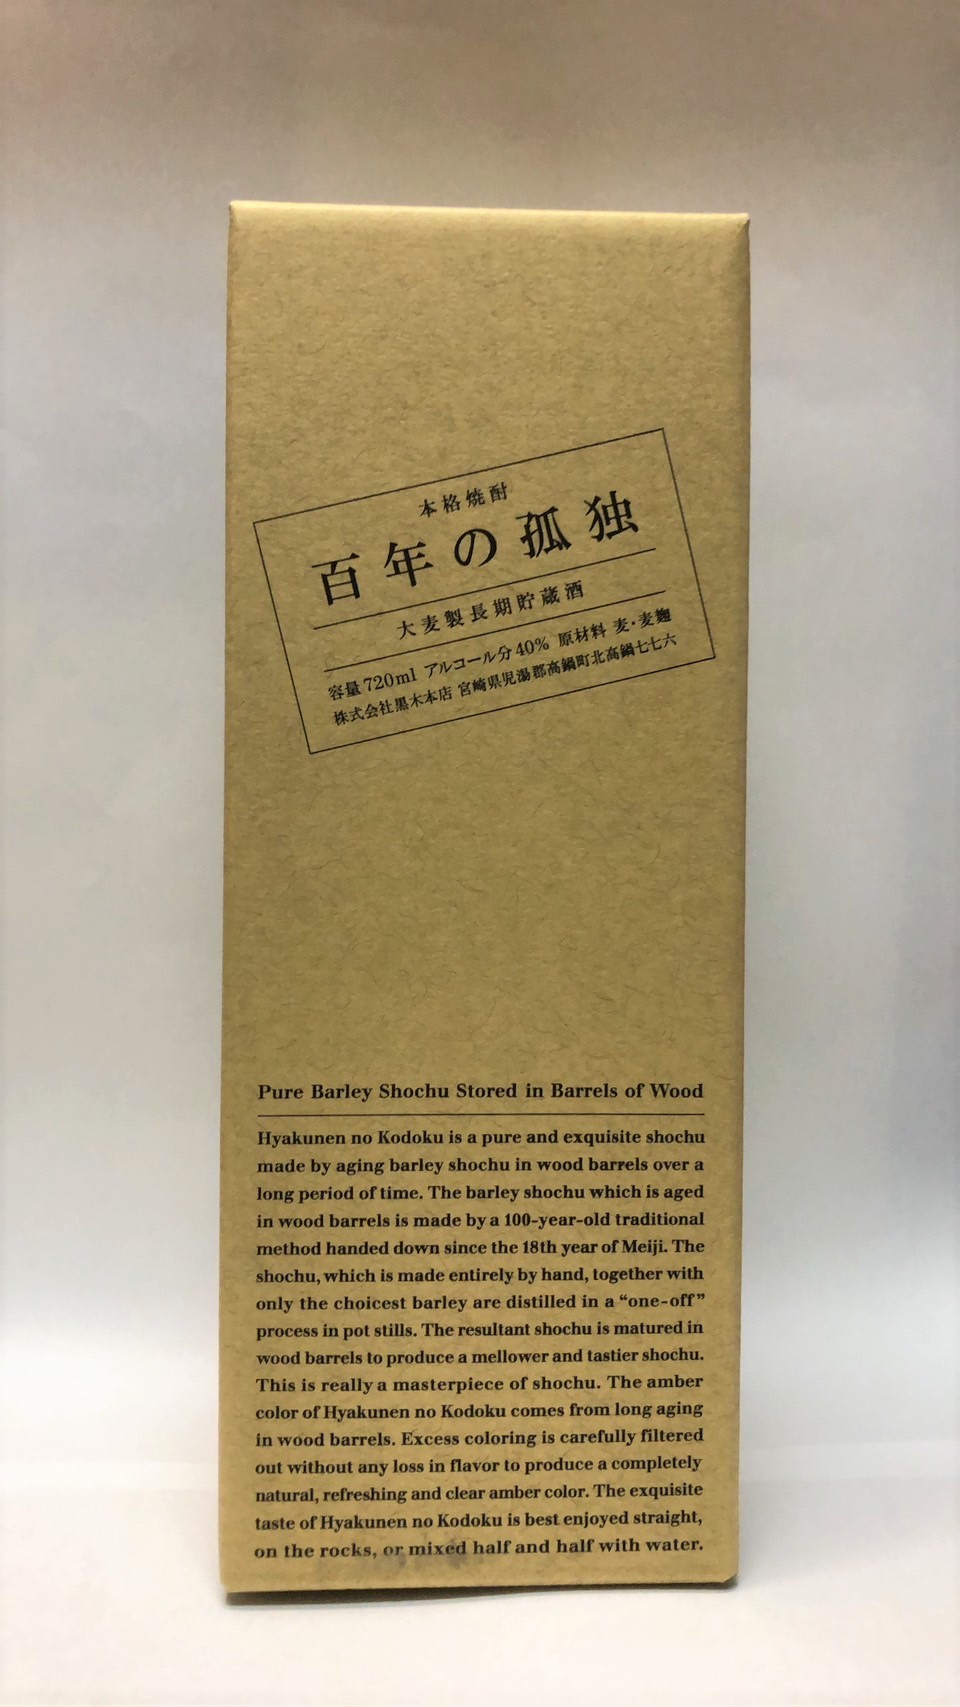 本格焼酎
百年の孤独
大麦製長期貯蔵酒
容量720ml アルコール分40% 原材料 麦・麦麹
株式会社黒木本店 宮崎県児湯郡高鍋町北高鍋七七六
Pure Barley Shochu Stored in Barrels of Wood
Hyakunen no Kodoku is a pure and exquisite shochu
made by aging barley shochu in wood barrels over a
long period of time. The barley shochu which is aged
in wood barrels is made by a 100-year-old traditional
method handed down since the 18th year of Meiji. The
shochu, which is made entirely by hand, together with
only the choicest barley are distilled in a “one-off”
process in pot stills. The resultant shochu is matured in
wood barrels to produce a mellower and tastier shochu.
This is really a masterpiece of shochu. The amber
color of Hyakunen no Kodoku comes from long aging
in wood barrels. Excess coloring is carefully filtered
out without any loss in flavor to produce a completely
natural, refreshing and clear amber color. The exquisite
taste of Hyakunen no Kodoku is best enjoyed straight,
on the rocks, or mixed half and half with water.